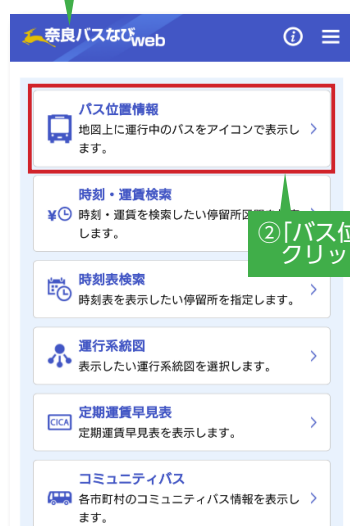 奈良バスなびweb
バス位置情報
地図上に運行中のバスをアイコンで表示し
ます。
時刻・運賃検索
時刻・運賃を検索したい停留所区
します。
②「バス位
クリッ
時刻表検索
時刻表を表示したい停留所を指定します。
運行系統図
表示したい運行系統図を選択します。
CICA
定期運賃早見表
定期運賃早見表を表示します。
コミュニティバス
各市町村のコミュニティバス情報を表示し
ます。